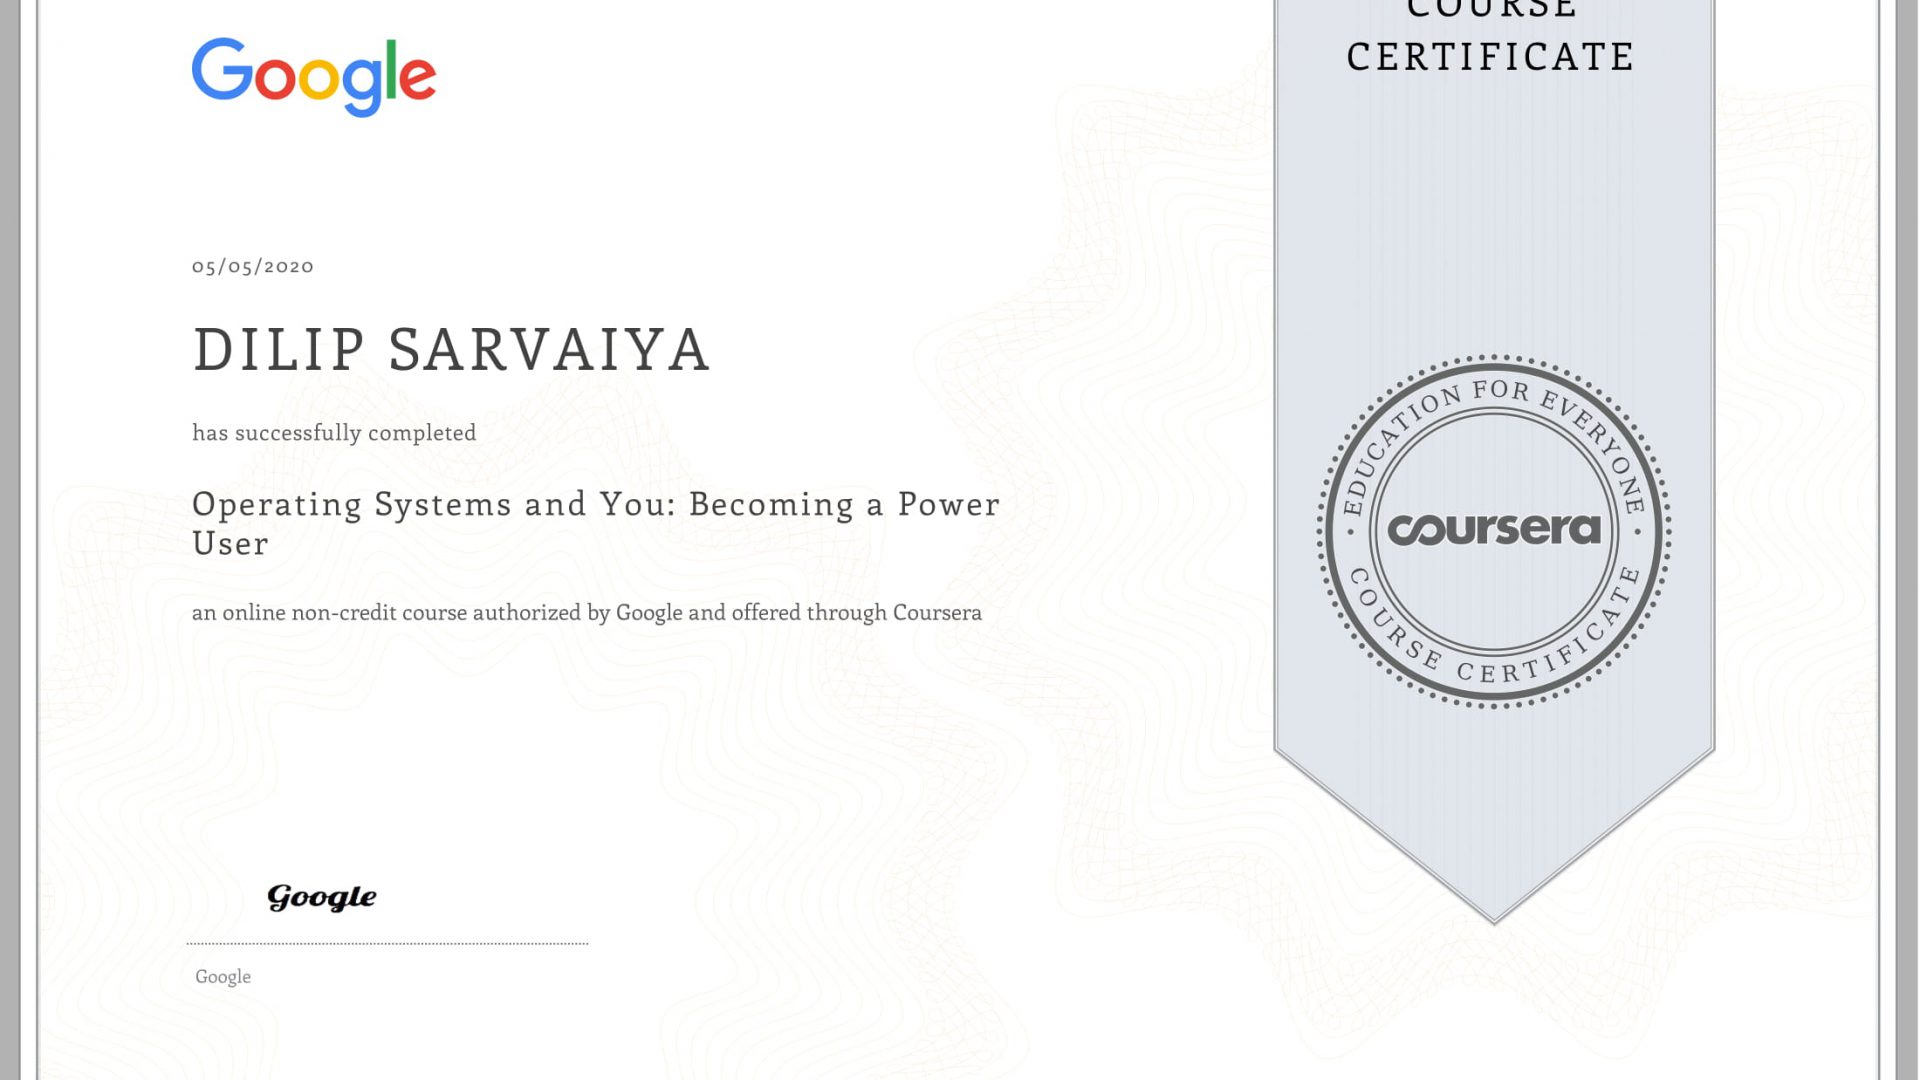 Google
COURSE
CERTIFICATE
05/05/2020
DILIP SARVAIYA
has successfully completed
Operating Systems and You: Becoming a Power
User
an online non-credit course authorized by Google and offered through Coursera
EDUCATION FOR EVERYONE
coursera
COURSE CERTIFICATE
Google
Google